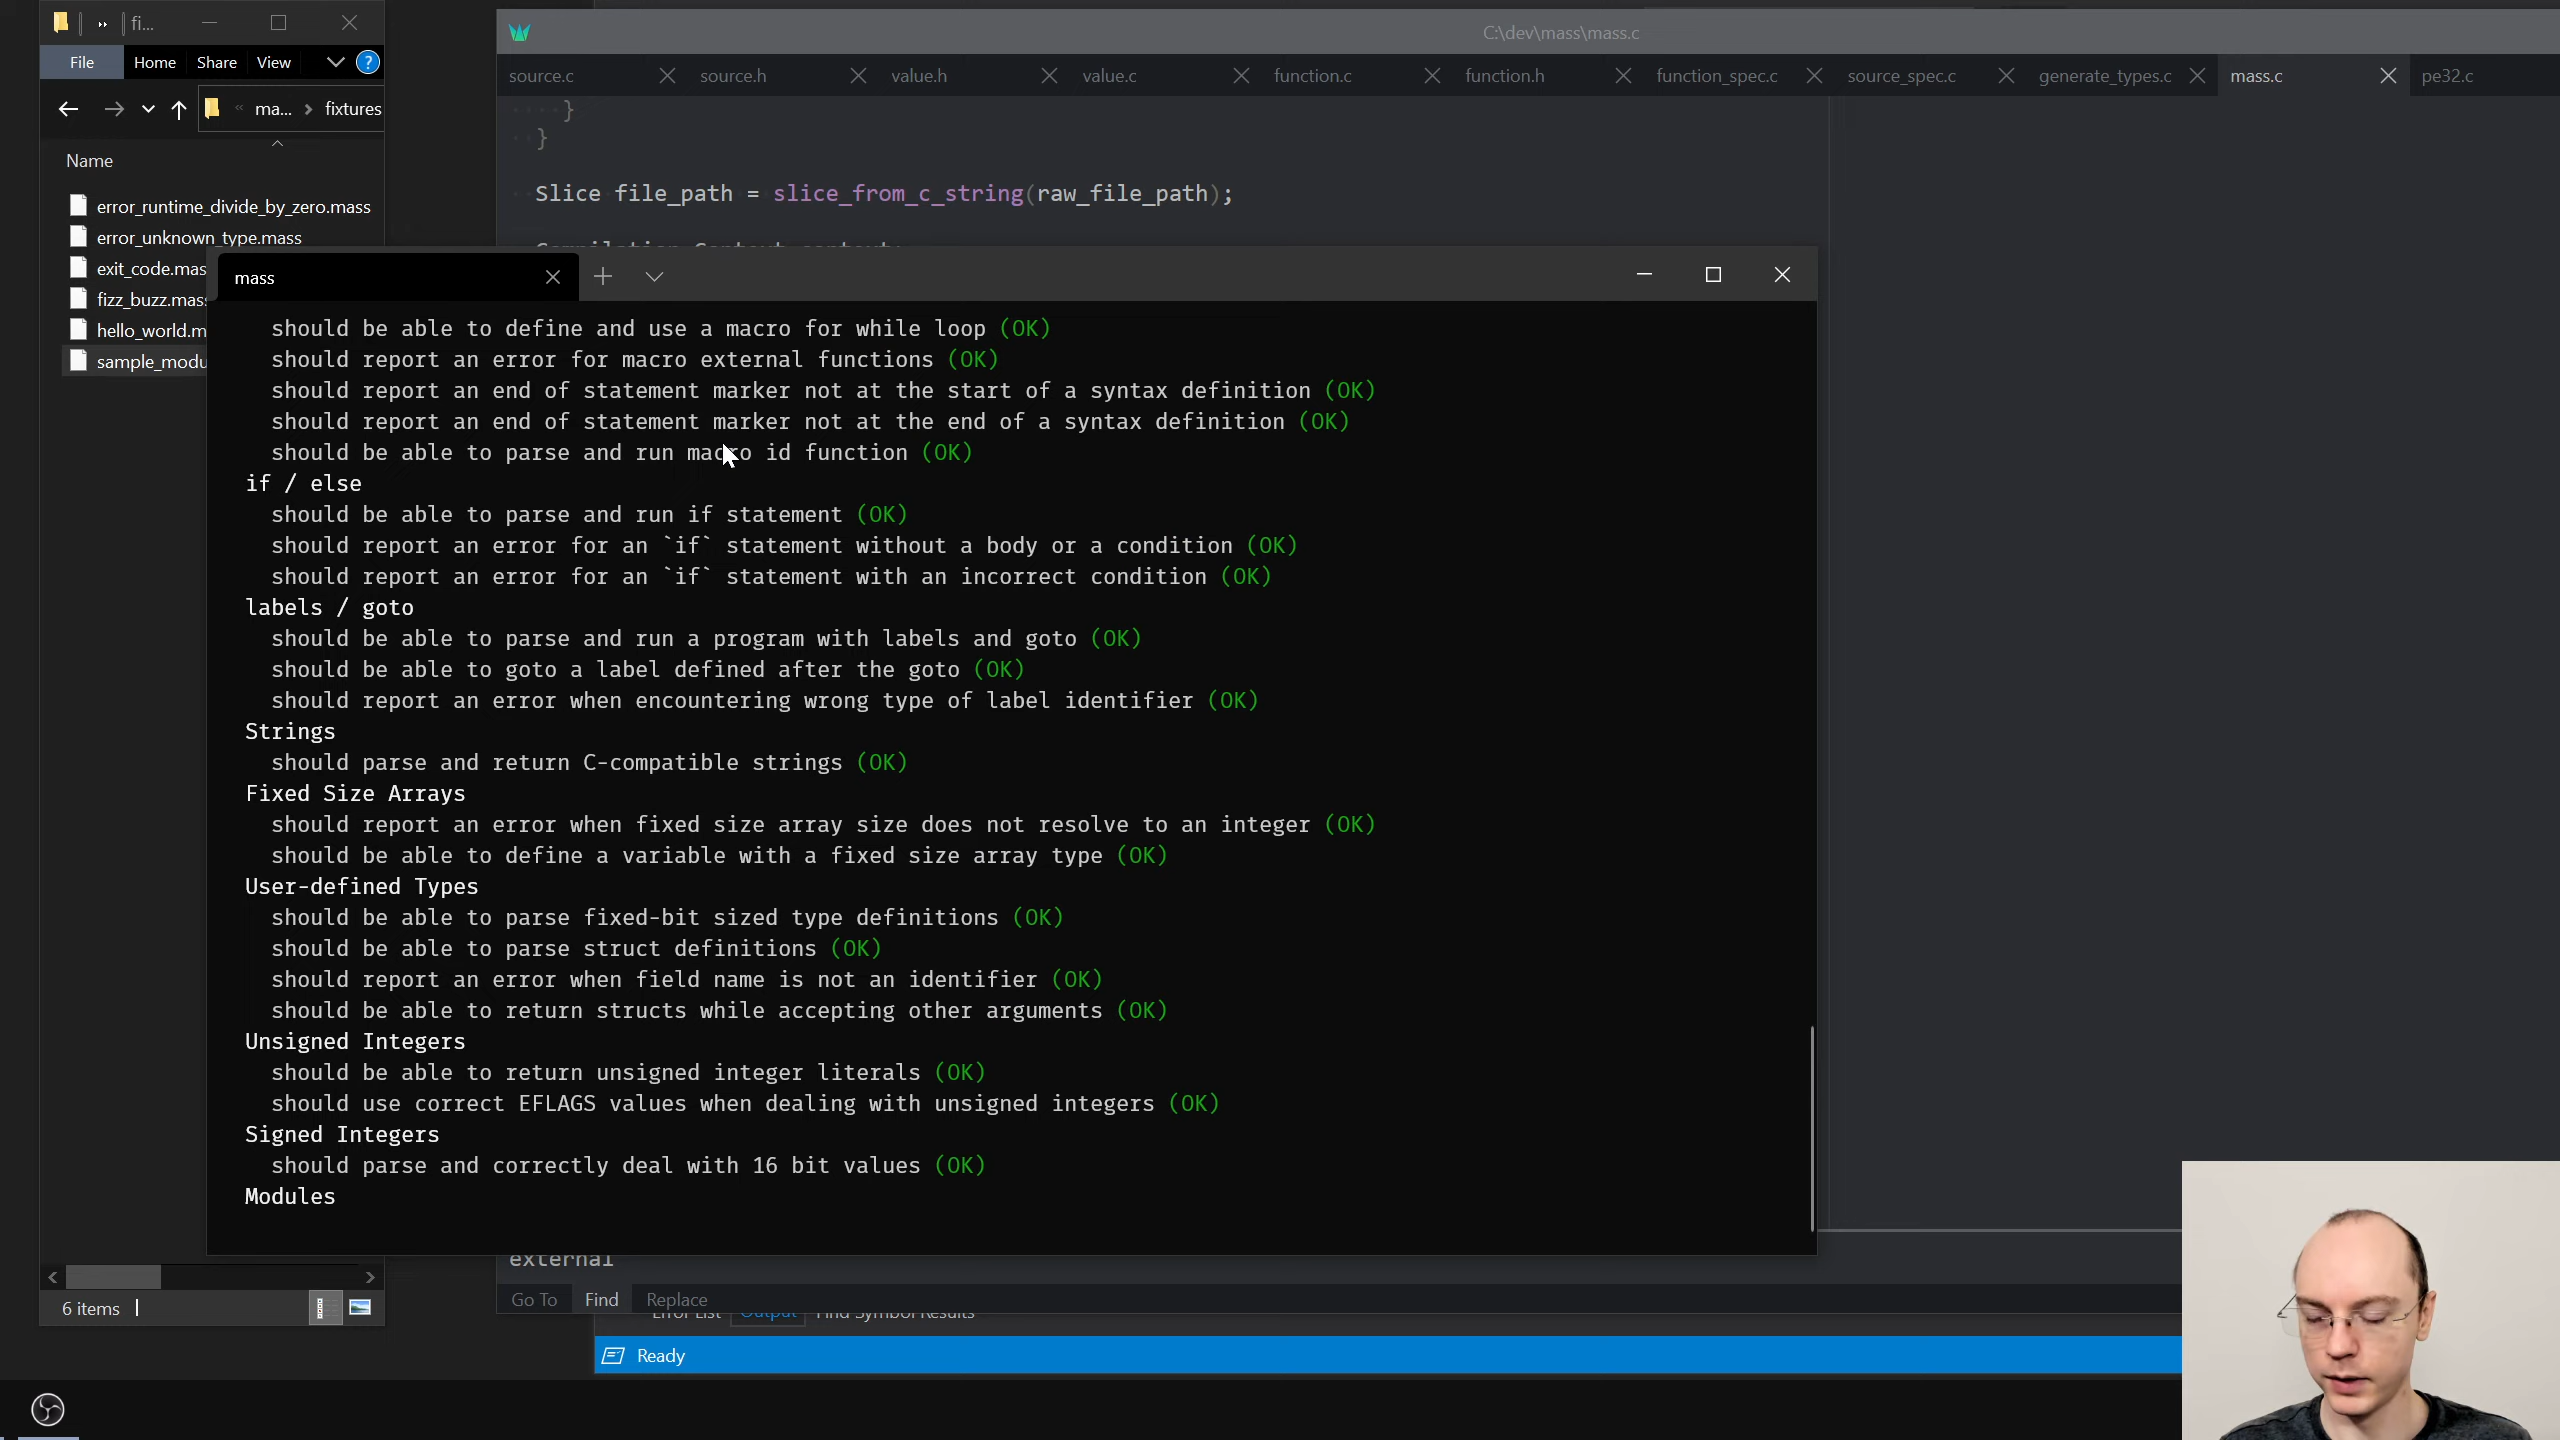 fi...
File Home Share View
ma... fixtures
Name
error_runtime_divide_by_zero.mass
error_unknown_type.mass
exit_code.mas
fizz_buzz.mass
hello_world.m
sample_modu
6 items
C:\dev\mass\mass.c
source.c source.h value.h value.c function.c function.h function_spec.c source_spec.c generate_types.c mass.c pe32.c
}
}
Slice file_path = slice_from_c_string(raw_file_path);
mass
should be able to define and use a macro for while loop (OK)
should report an error for macro external functions (OK)
should report an end of statement marker not at the start of a syntax definition (OK)
should report an end of statement marker not at the end of a syntax definition (OK)
should be able to parse and run macro id function (OK)
if / else
should be able to parse and run if statement (OK)
should report an error for an `if` statement without a body or a condition (OK)
should report an error for an `if` statement with an incorrect condition (OK)
labels / goto
should be able to parse and run a program with labels and goto (OK)
should be able to goto a label defined after the goto (OK)
should report an error when encountering wrong type of label identifier (OK)
Strings
should parse and return C-compatible strings (OK)
Fixed Size Arrays
should report an error when fixed size array size does not resolve to an integer (OK)
should be able to define a variable with a fixed size array type (OK)
User-defined Types
should be able to parse fixed-bit sized type definitions (OK)
should be able to parse struct definitions (OK)
should report an error when field name is not an identifier (OK)
should be able to return structs while accepting other arguments (OK)
Unsigned Integers
should be able to return unsigned integer literals (OK)
should use correct EFLAGS values when dealing with unsigned integers (OK)
Signed Integers
should parse and correctly deal with 16 bit values (OK)
Modules
external
Go To Find Replace
Error List Output Find Symbol Results
Ready